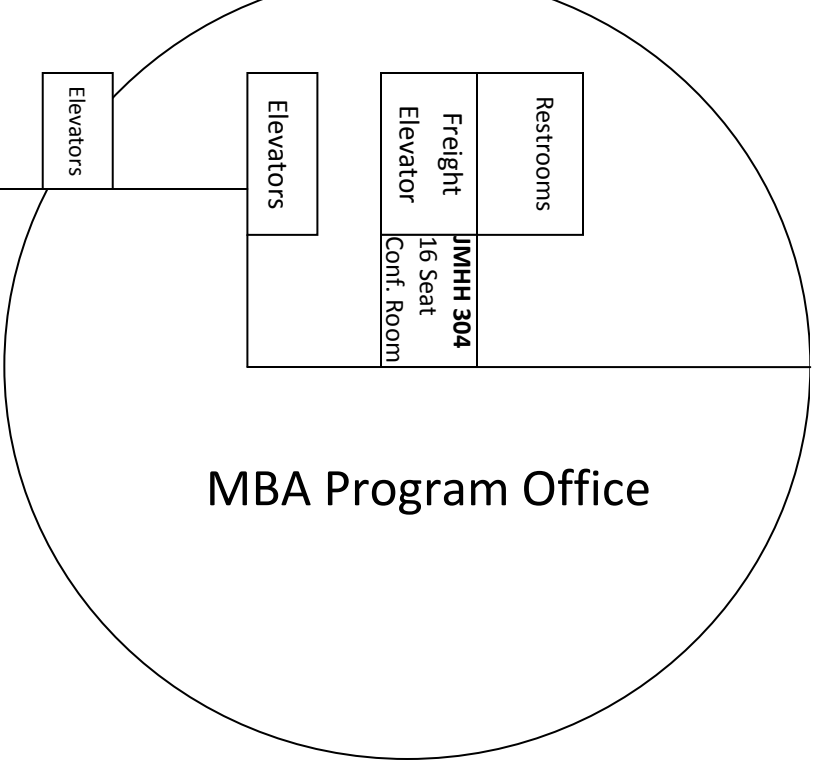 Elevators
Elevators
Freight
Elevator
Restrooms
JMHH 304
16 Seat
Conf. Room
MBA Program Office